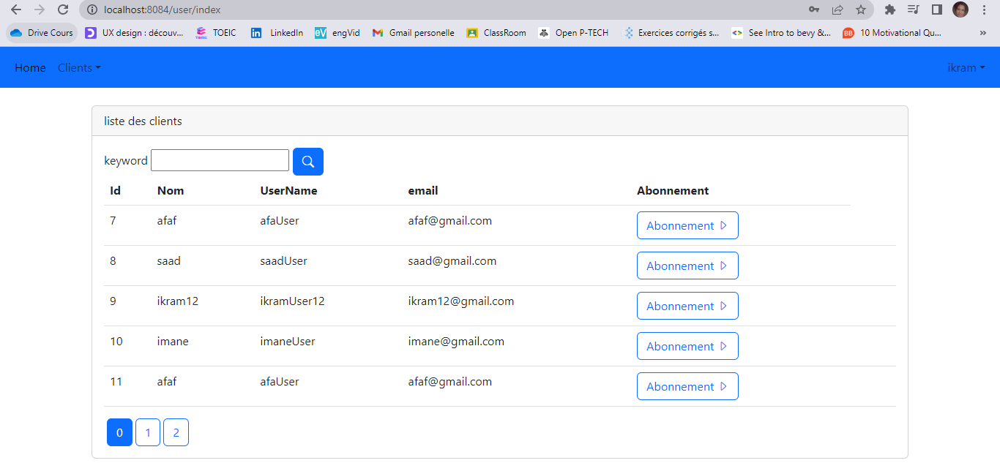 localhost:8084/user/index
Drive Cours UX design : découv... TOEIC LinkedIn engVid Gmail personelle ClassRoom Open P-TECH Exercices corrigés s... See Intro to bevy &... BB 10 Motivational Qu... »
Home Clients ikram
liste des clients
keyword
Id Nom UserName email Abonnement
7 afaf afaUser afaf@gmail.com Abonnement
8 saad saadUser saad@gmail.com Abonnement
9 ikram12 ikramUser12 ikram12@gmail.com Abonnement
10 imane imaneUser imane@gmail.com Abonnement
11 afaf afaUser afaf@gmail.com Abonnement
0 1 2